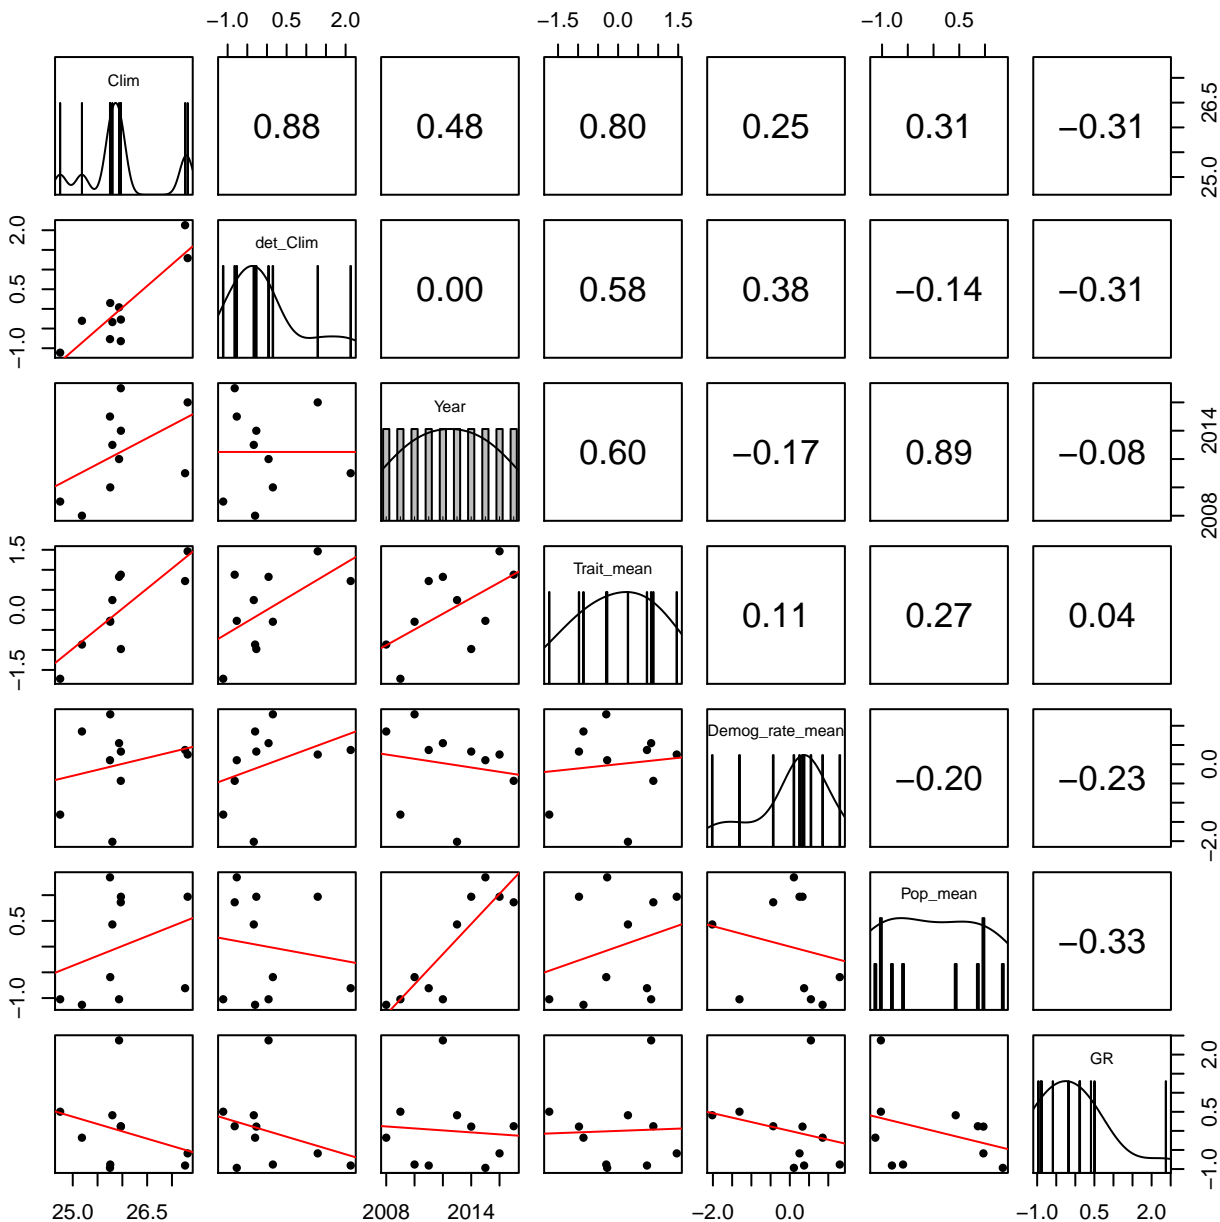 −1.0 0.5 2.0 −1.5 0.0 1.5 −1.0 0.5
Clim 0.88 0.48 0.80 0.25 0.31 −0.31 25.0 26.5
−1.0 0.5 2.0 det_Clim 0.00 0.58 0.38 −0.14 −0.31
Year 0.60 −0.17 0.89 −0.08 2008 2014
−1.5 0.0 1.5 Trait_mean 0.11 0.27 0.04
Demog_rate_mean −0.20 −0.23 −2.0 0.0
−1.0 0.5 Pop_mean −0.33
GR −1.0 0.5 2.0
25.0 26.5 2008 2014 −2.0 0.0 −1.0 0.5 2.0